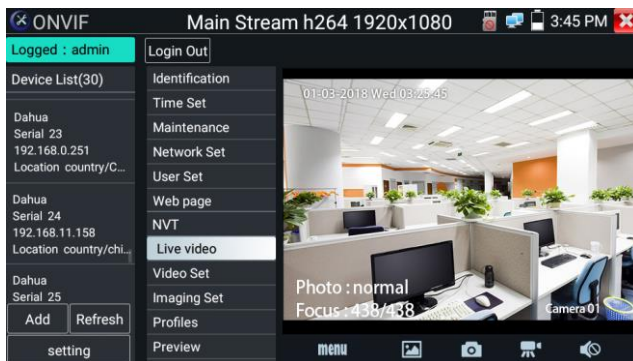 ONVIF
Main Stream h264 1920x1080
3:45 PM
Logged : admin
Login Out
Device List(30)
Dahua
Serial 23
192.168.0.251
Location country/C...
Dahua
Serial 24
192.168.11.158
Location country/chi...
Dahua
Serial 25
Add
Refresh
setting
Identification
Time Set
Maintenance
Network Set
User Set
Web page
NVT
Live video
Video Set
Imaging Set
Profiles
Preview
01-03-2018 Wed 03:25:45
Photo : normal
Focus : 438/438
Camera 01
menu